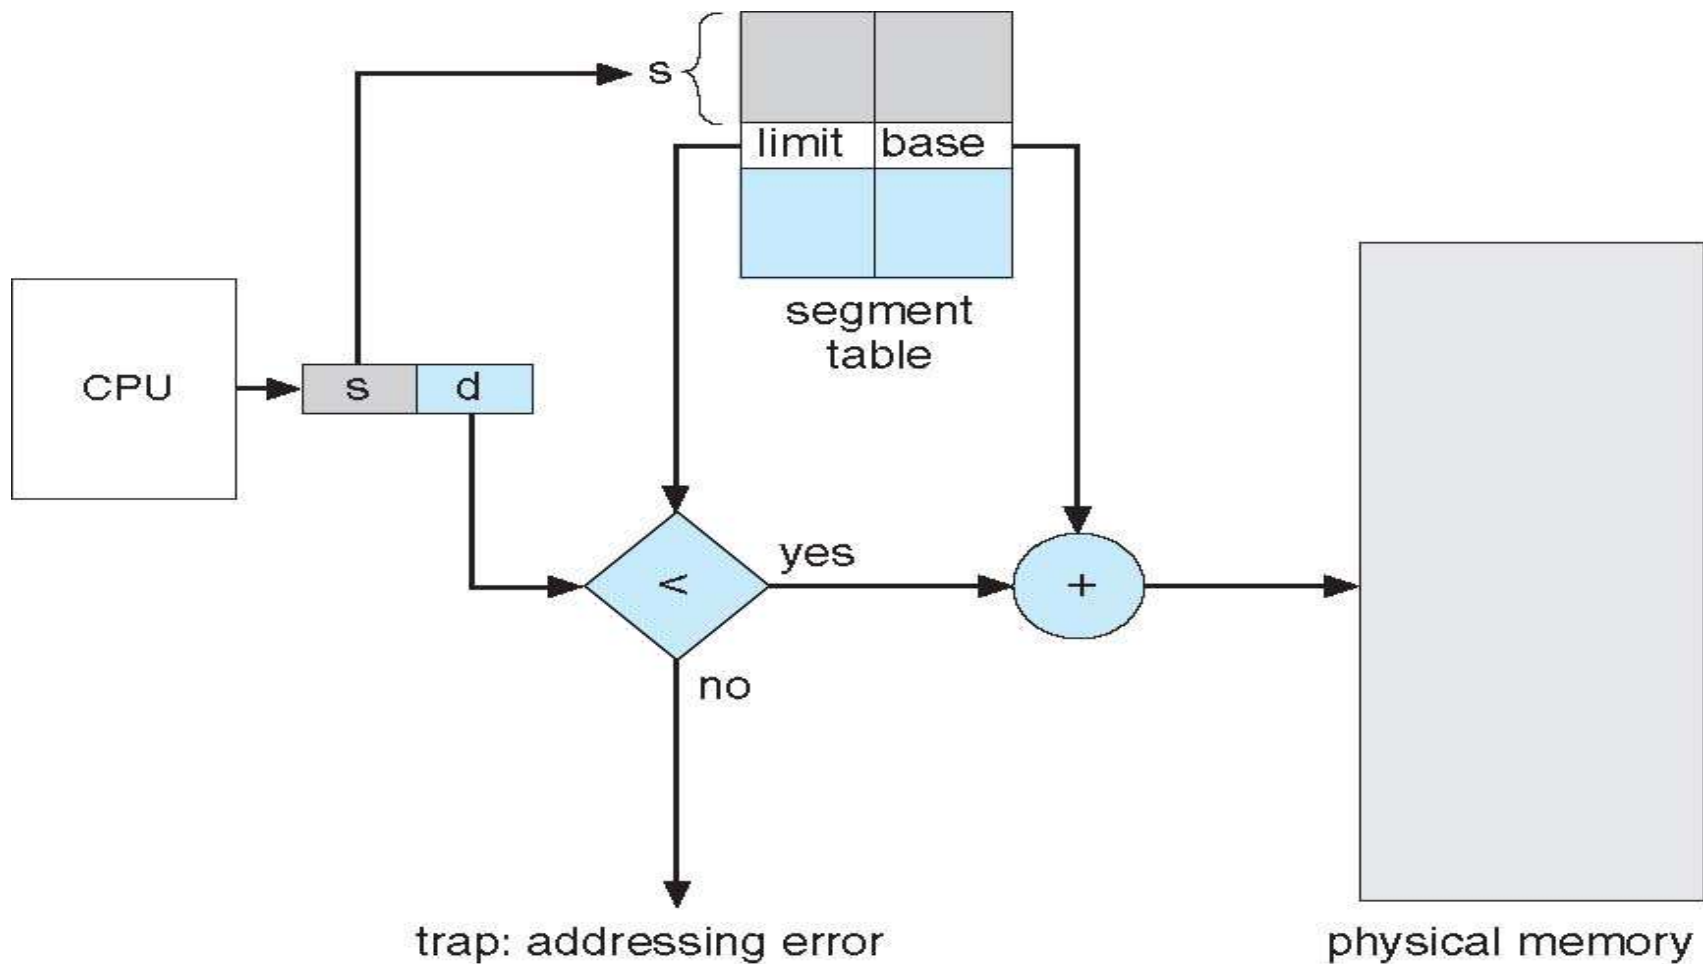 s
limit base
segment
table
CPU
s d
<
yes
+
no
trap: addressing error
physical memory